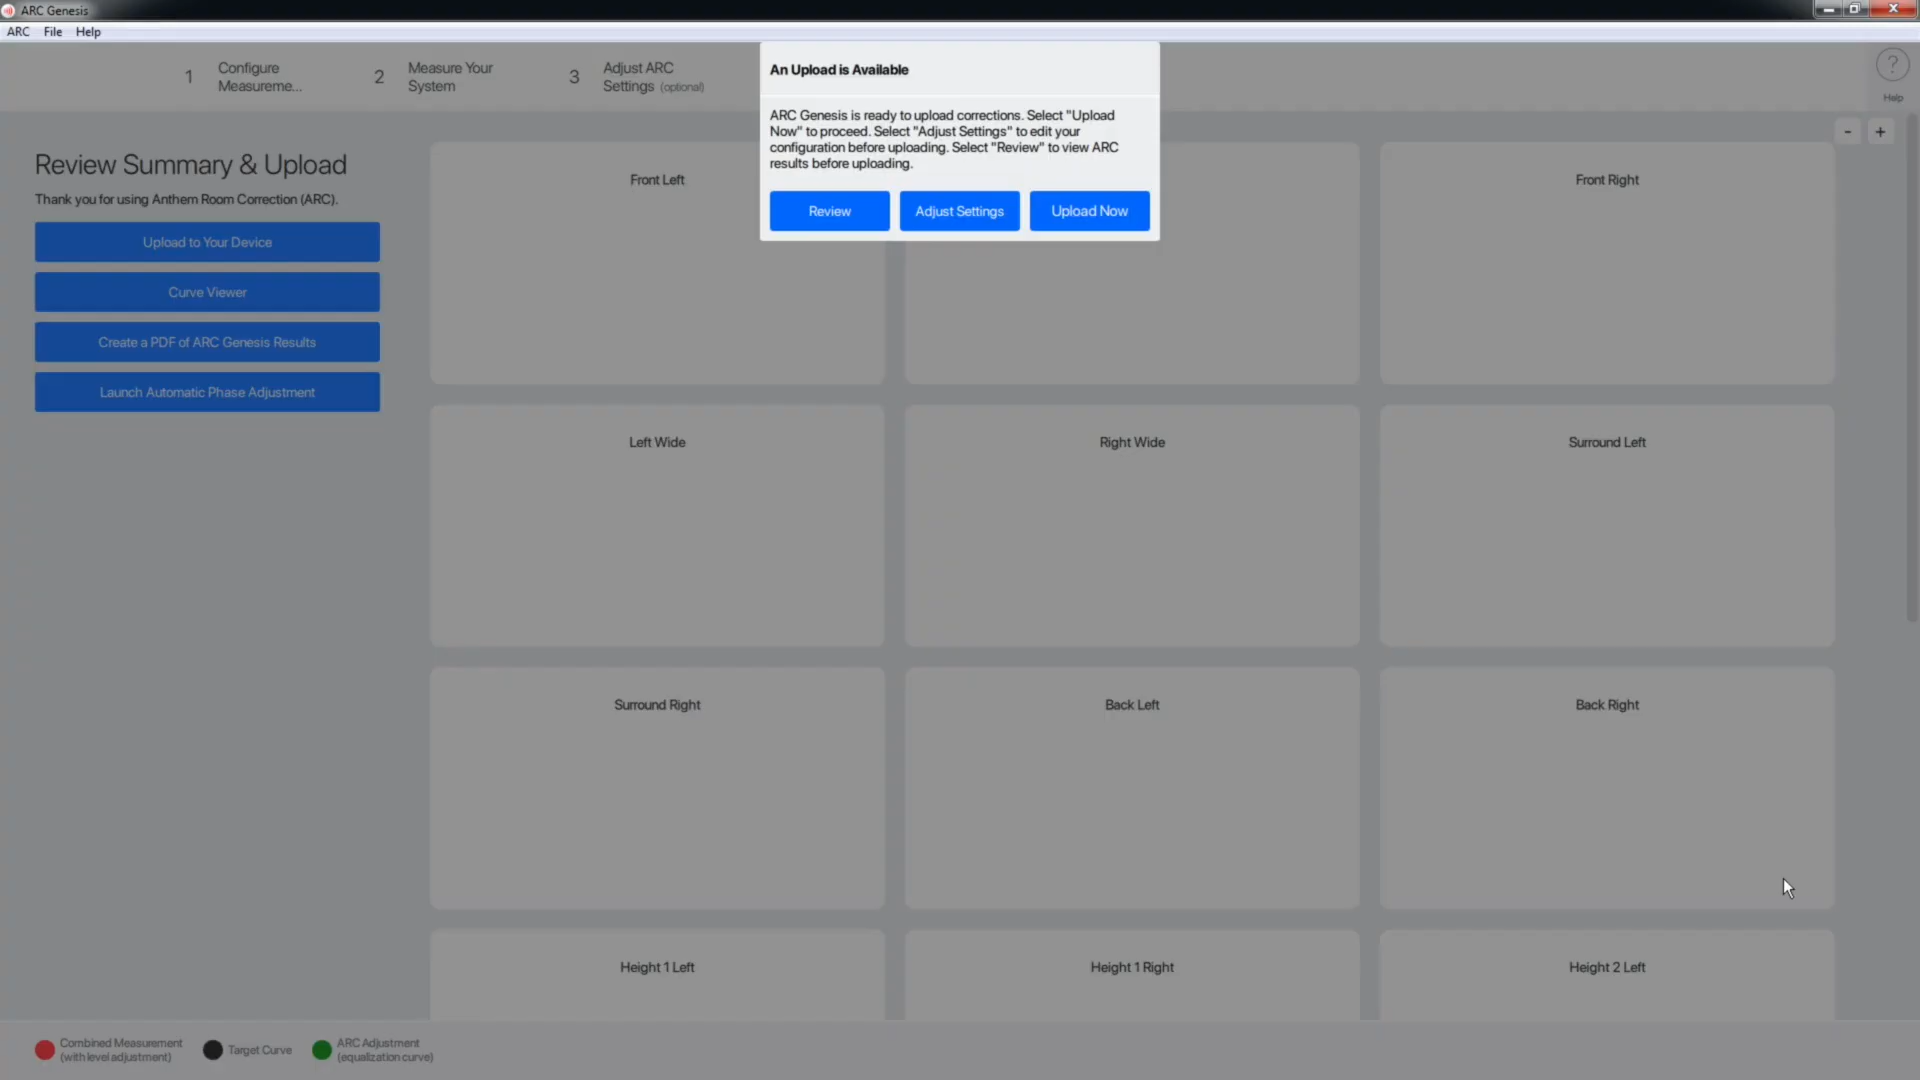 ARC Genesis
ARC File Help
1 Configure Measureme...
2 Measure Your System
3 Adjust ARC Settings (optional)
?
Help
An Upload is Available
ARC Genesis is ready to upload corrections. Select "Upload
Now" to proceed. Select "Adjust Settings" to edit your
configuration before uploading. Select "Review" to view ARC
results before uploading.
Review Adjust Settings Upload Now
- +
Review Summary & Upload
Thank you for using Anthem Room Correction (ARC).
Upload to Your Device
Curve Viewer
Create a PDF of ARC Genesis Results
Launch Automatic Phase Adjustment
Front Left
Front Right
Left Wide
Right Wide
Surround Left
Surround Right
Back Left
Back Right
Height 1 Left
Height 1 Right
Height 2 Left
Combined Measurement
(with level adjustment)
Target Curve
ARC Adjustment
(equalization curve)